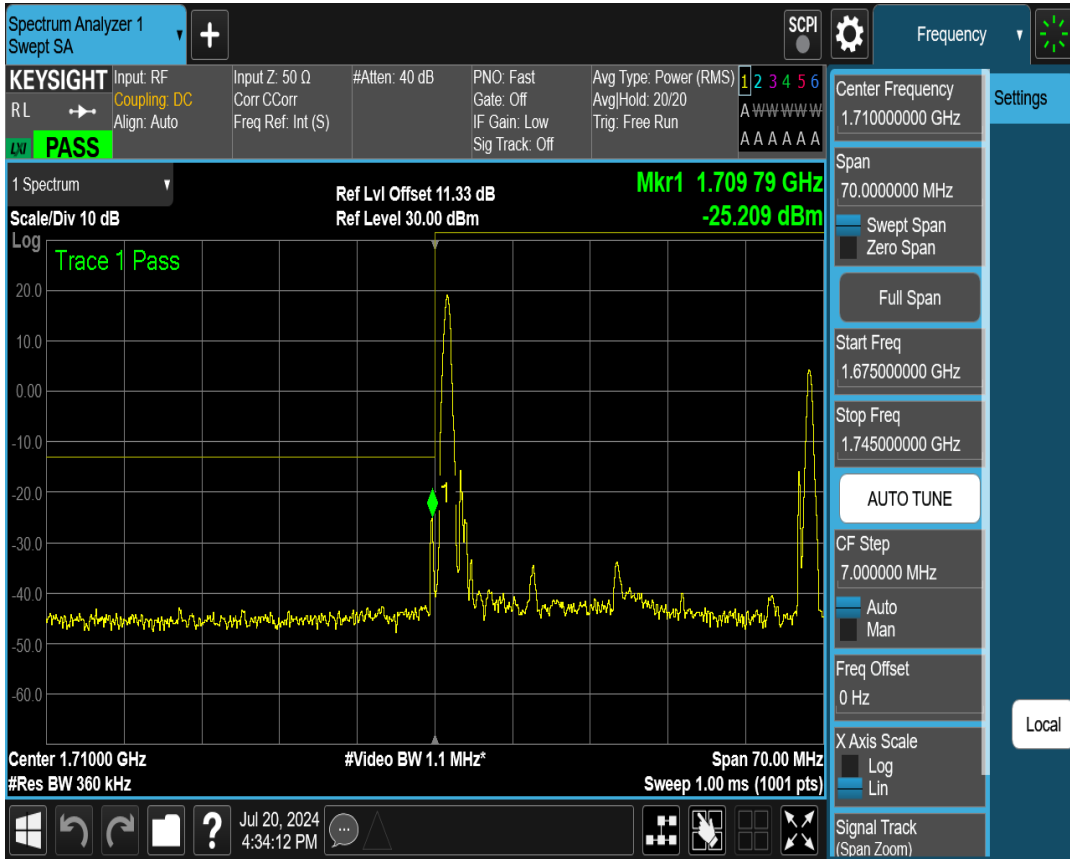 Spectrum Analyzer 1
Swept SA
+
SCPI
Frequency
KEYSIGHT
RL
LXI
PASS
Input: RF
Coupling: DC
Align: Auto
Input Z: 50 Ω
Corr CCorr
Freq Ref: Int (S)
#Atten: 40 dB
PNO: Fast
Gate: Off
IF Gain: Low
Sig Track: Off
Avg Type: Power (RMS)
Avg|Hold: 20/20
Trig: Free Run
1 2 3 4 5 6
A W W W W W
A A A A A A
1 Spectrum
Scale/Div 10 dB
Ref Lvl Offset 11.33 dB
Ref Level 30.00 dBm
Mkr1 1.709 79 GHz
-25.209 dBm
Log
Trace 1 Pass
20.0
10.0
0.00
-10.0
-20.0
1
-30.0
-40.0
-50.0
-60.0
Center 1.71000 GHz
#Video BW 1.1 MHz*
Span 70.00 MHz
#Res BW 360 kHz
Sweep 1.00 ms (1001 pts)
Center Frequency
1.710000000 GHz
Span
70.0000000 MHz
Swept Span
Zero Span
Full Span
Start Freq
1.675000000 GHz
Stop Freq
1.745000000 GHz
AUTO TUNE
CF Step
7.000000 MHz
Auto
Man
Freq Offset
0 Hz
X Axis Scale
Log
Lin
Signal Track
(Span Zoom)
Settings
Local
?
Jul 20, 2024
4:34:12 PM